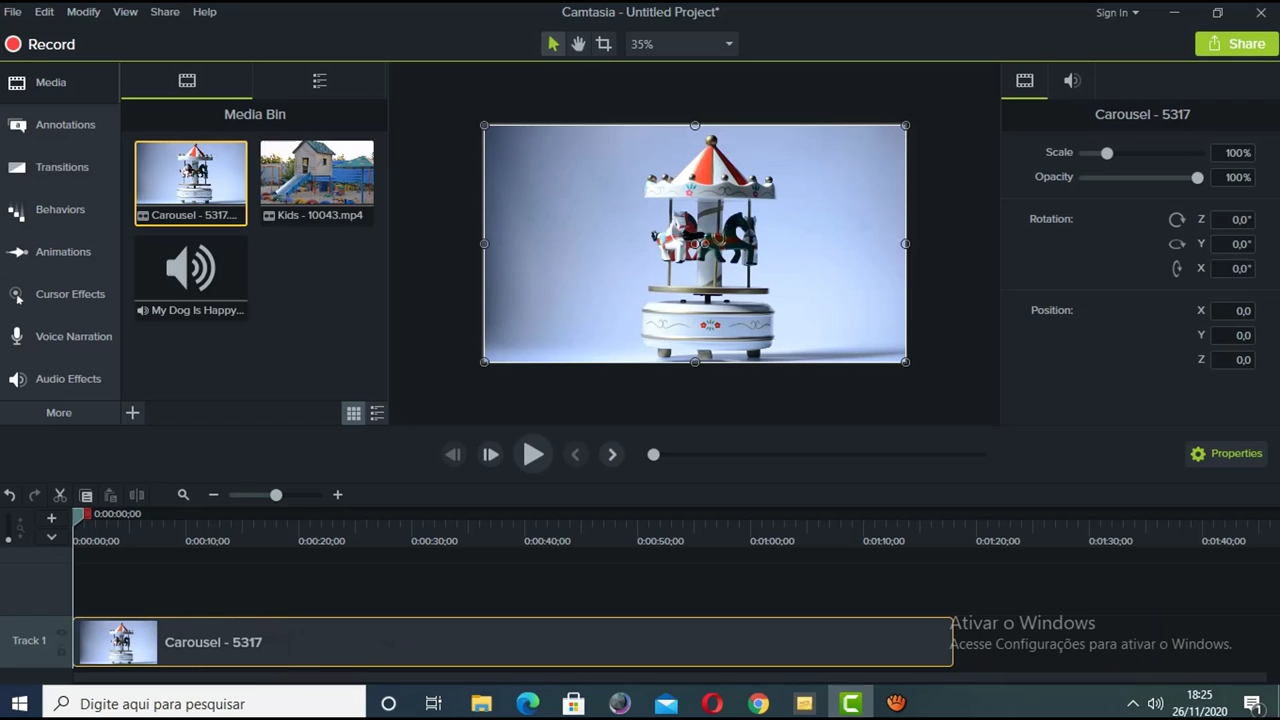 File Edit Modify View Share Help
Camtasia - Untitled Project*
Sign In
Record
35%
Share
Media
Annotations
Transitions
Behaviors
Animations
Cursor Effects
Voice Narration
Audio Effects
More
Media Bin
Carousel - 5317....
Kids - 10043.mp4
My Dog Is Happy...
Carousel - 5317
Scale 100%
Opacity 100%
Rotation: Z 0,0°
Y 0,0°
X 0,0°
Position: X 0,0
Y 0,0
Z 0,0
Properties
0:00:00;00
0:00:00;00 0:00:10;00 0:00:20;00 0:00:30;00 0:00:40;00 0:00:50;00 0:01:00;00 0:01:10;00 0:01:20;00 0:01:30;00 0:01:40;00
Track 1
Carousel - 5317
Ativar o Windows
Acesse Configurações para ativar o Windows.
Digite aqui para pesquisar
18:25
26/11/2020
1